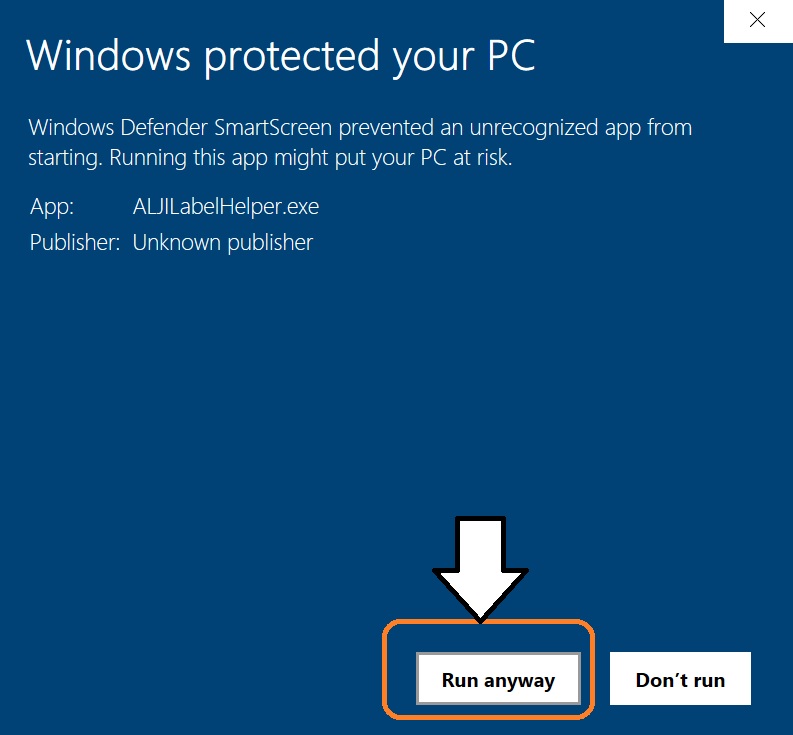 Windows protected your PC
Windows Defender SmartScreen prevented an unrecognized app from
starting. Running this app might put your PC at risk.
App: ALJILabelHelper.exe
Publisher: Unknown publisher
Run anyway Don’t run